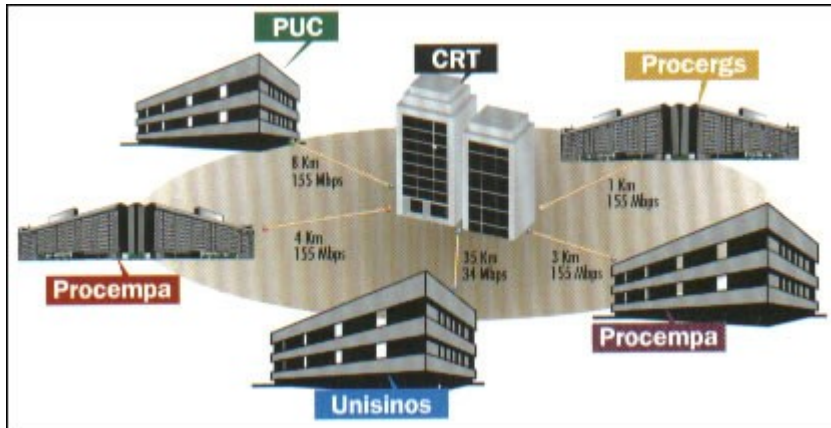 PUC
CRT
Procergs
8 Km
155 Mbps
1 Km
155 Mbps
4 Km
155 Mbps
35 Km
34 Mbps
3 Km
155 Mbps
Procempa
Procempa
Unisinos